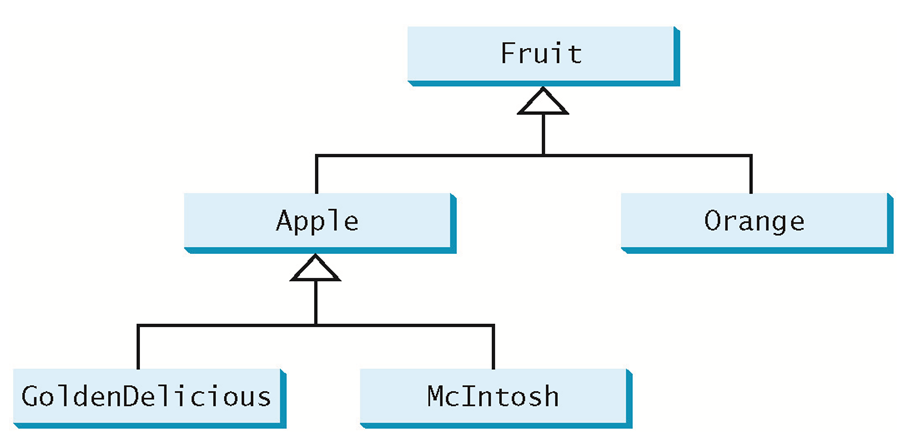 Fruit
Apple
Orange
GoldenDelicious
McIntosh